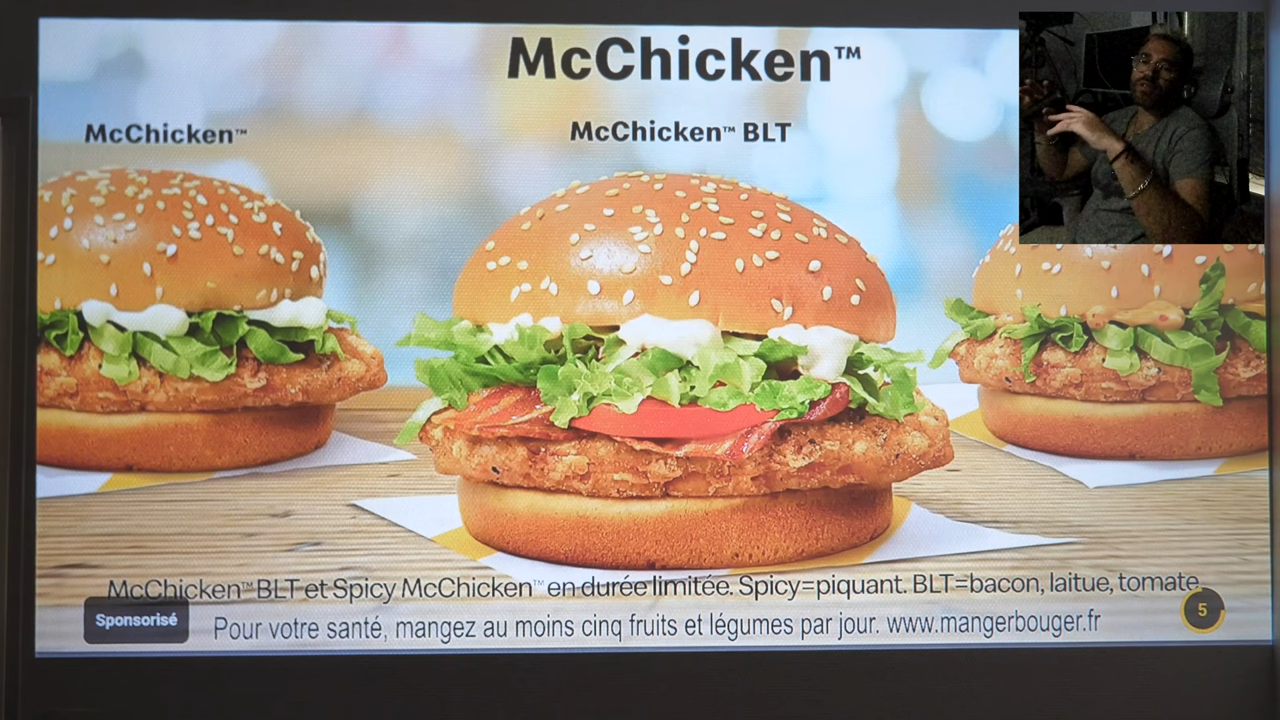 McChicken™
McChicken™
McChicken™ BLT
McChicken™ BLT et Spicy McChicken™ en durée limitée. Spicy=piquant. BLT=bacon, laitue, tomate.
Sponsorisé
Pour votre santé, mangez au moins cinq fruits et légumes par jour. www.mangerbouger.fr
5